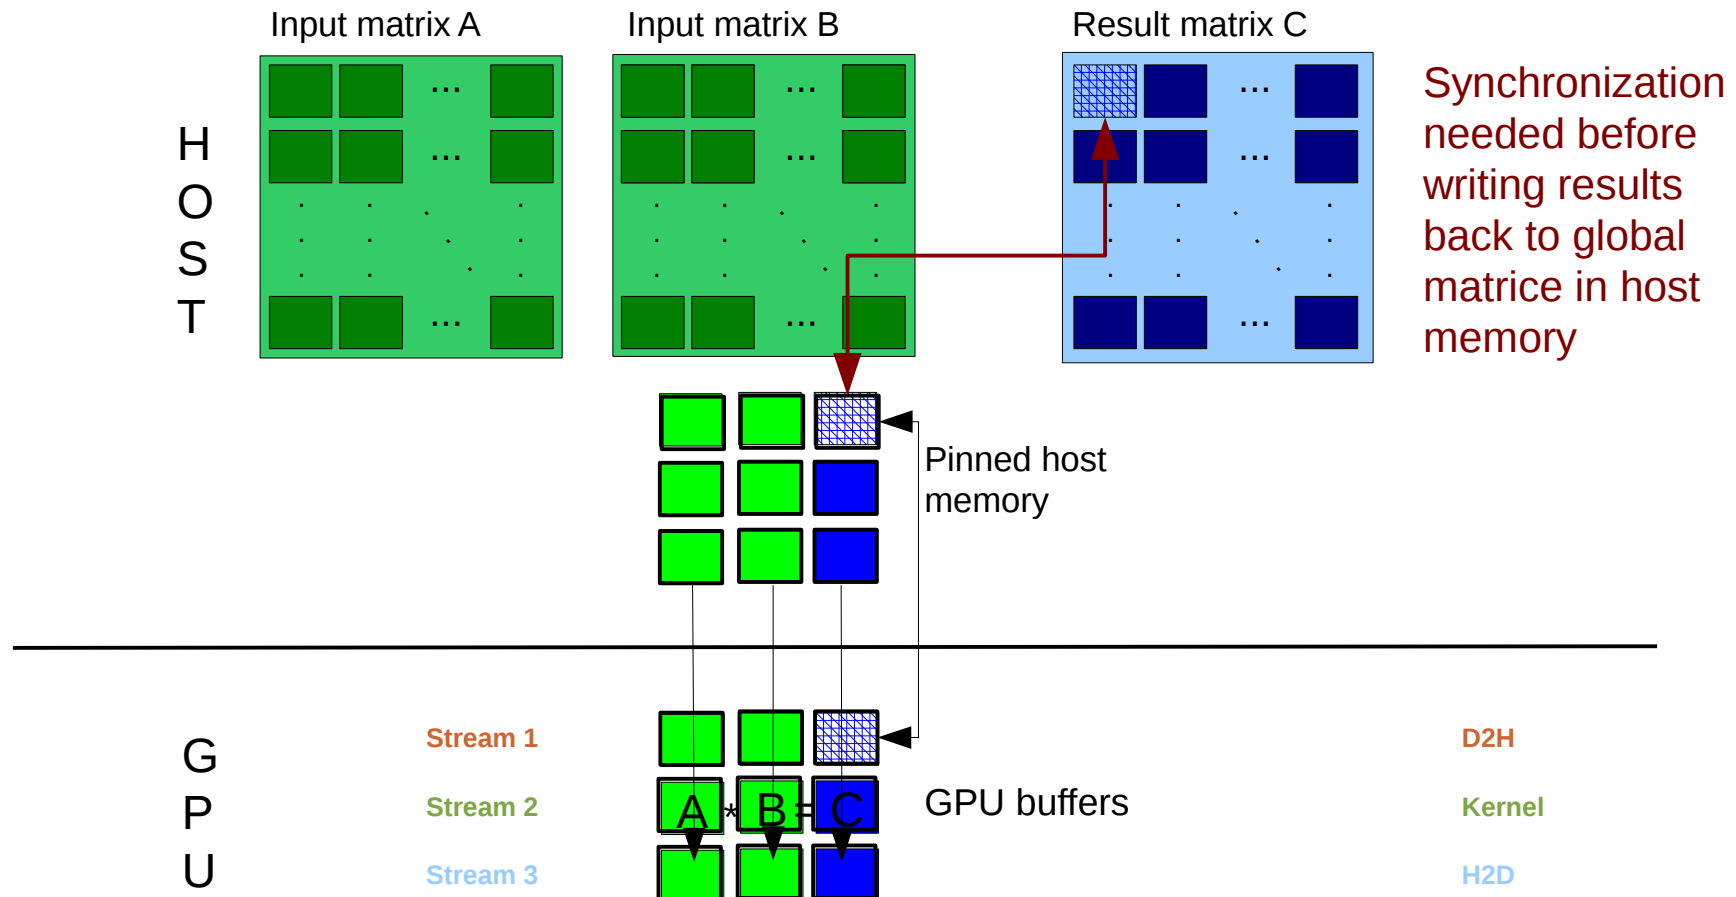 Input matrix A
Input matrix B
Result matrix C
H
O
S
T
...
...
...
...
...
...
...
...
...
Synchronization
needed before
writing results
back to global
matrice in host
memory
Pinned host
memory
G
P
U
Stream 1
D2H
Stream 2
A * B = C
GPU buffers
Kernel
Stream 3
H2D